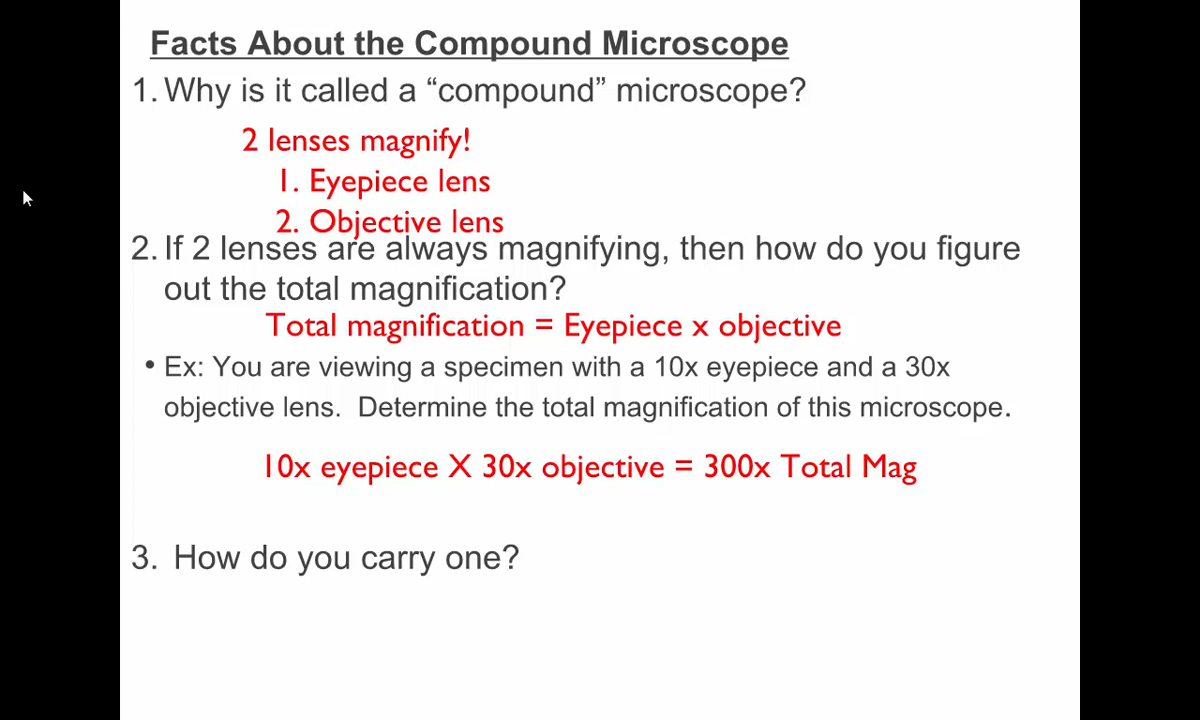 Facts About the Compound Microscope
1. Why is it called a “compound” microscope?
2 lenses magnify!
1. Eyepiece lens
2. Objective lens
2. If 2 lenses are always magnifying, then how do you figure
out the total magnification?
Total magnification = Eyepiece x objective
• Ex: You are viewing a specimen with a 10x eyepiece and a 30x
objective lens.  Determine the total magnification of this microscope.
10x eyepiece X 30x objective = 300x Total Mag
3. How do you carry one?